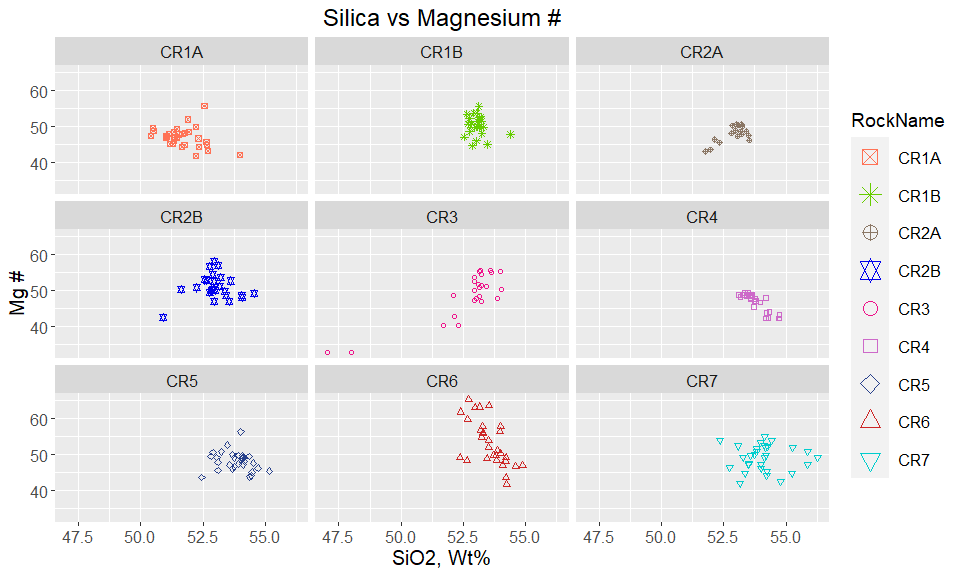 Silica vs Magnesium #
CR1A
CR1B
CR2A
60
50
40
CR2B
CR3
CR4
60
50
40
CR5
CR6
CR7
60
50
40
47.5 50.0 52.5 55.0
47.5 50.0 52.5 55.0
47.5 50.0 52.5 55.0
Mg #
SiO2, Wt%
RockName
CR1A
CR1B
CR2A
CR2B
CR3
CR4
CR5
CR6
CR7